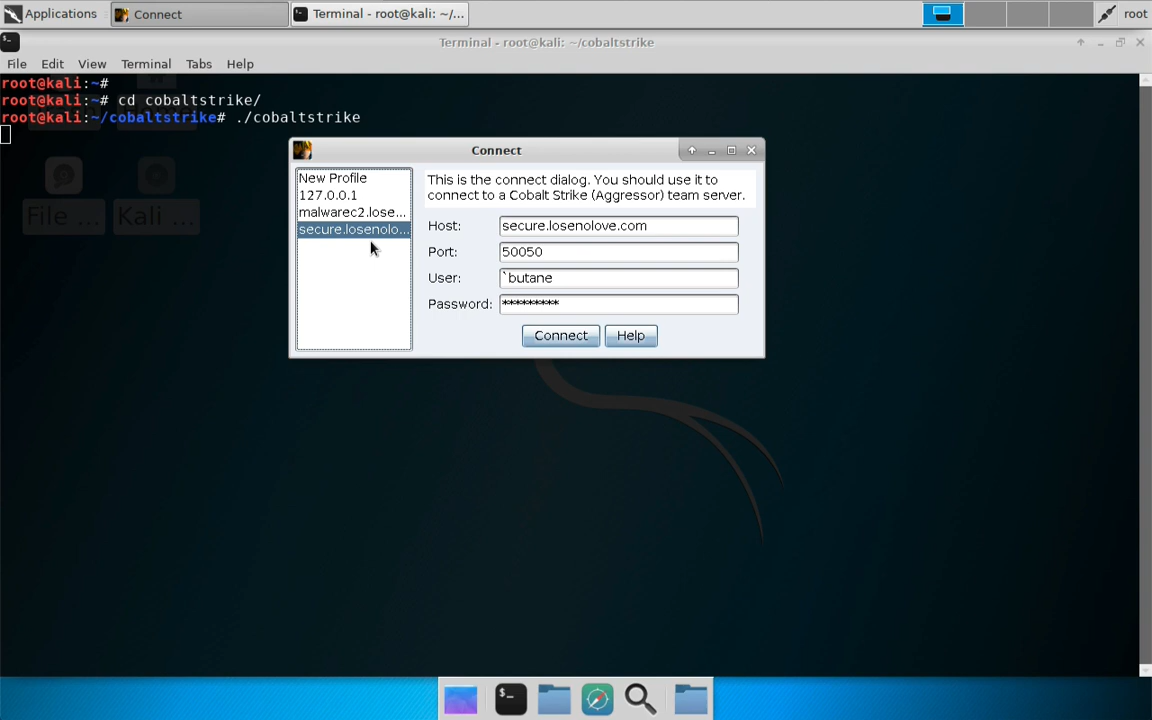 Applications
Connect
Terminal - root@kali: ~/...
root
Terminal - root@kali: ~/cobaltstrike
File Edit View Terminal Tabs Help
root@kali:~#
root@kali:~# cd cobaltstrike/
root@kali:~/cobaltstrike# ./cobaltstrike
File ...
Kali ...
Connect
New Profile
127.0.0.1
malwarec2.lose...
secure.losenolo...
This is the connect dialog. You should use it to
connect to a Cobalt Strike (Aggressor) team server.
Host: secure.losenolove.com
Port: 50050
User: `butane
Password: *********
Connect Help